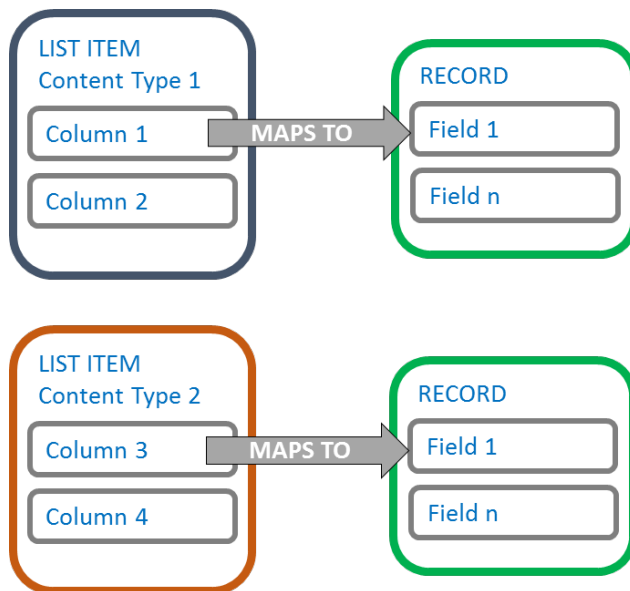 LIST ITEM
Content Type 1
Column 1
Column 2
MAPS TO
RECORD
Field 1
Field n
LIST ITEM
Content Type 2
Column 3
Column 4
MAPS TO
RECORD
Field 1
Field n